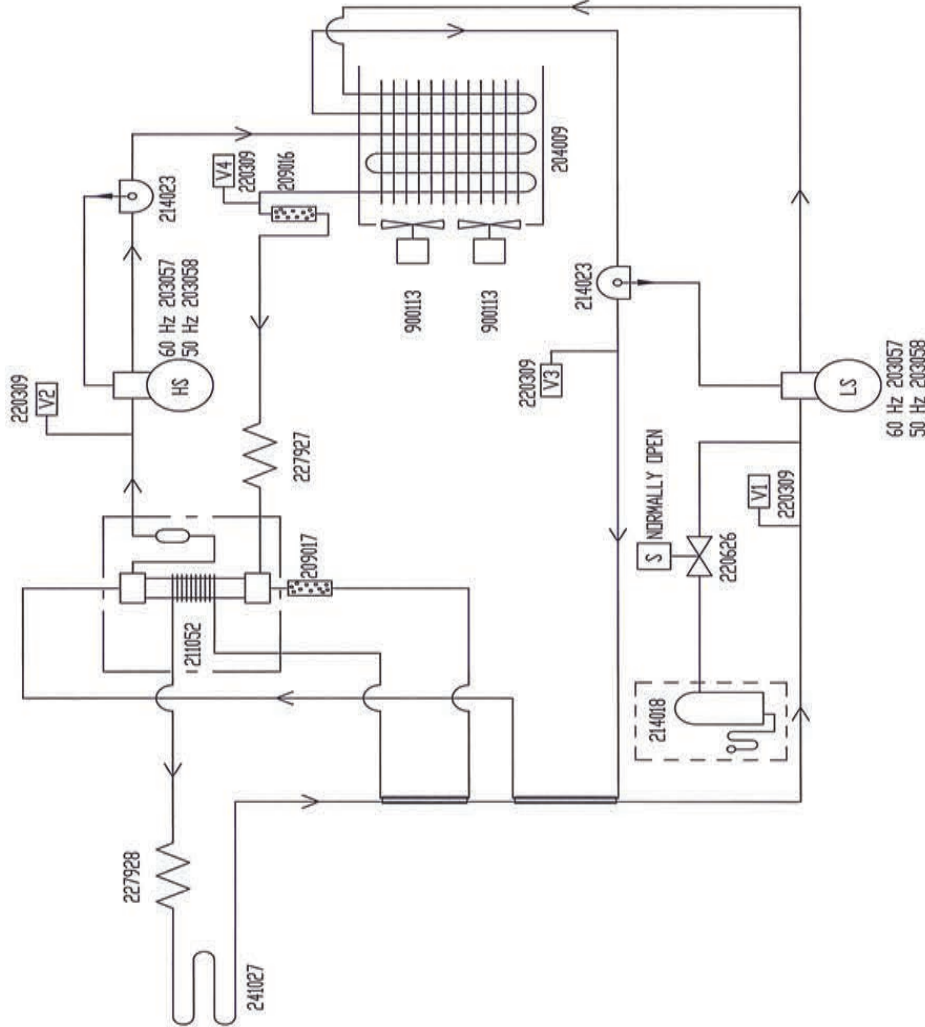 V4
220309
209016
214023
60 Hz 203057
50 Hz 203058
HS
220309
V2
204009
900113
900113
227927
214023
220309
V3
209017
211052
LS
60 Hz 203057
50 Hz 203058
S
NORMALLY OPEN
220626
V1
220309
214018
227928
241027